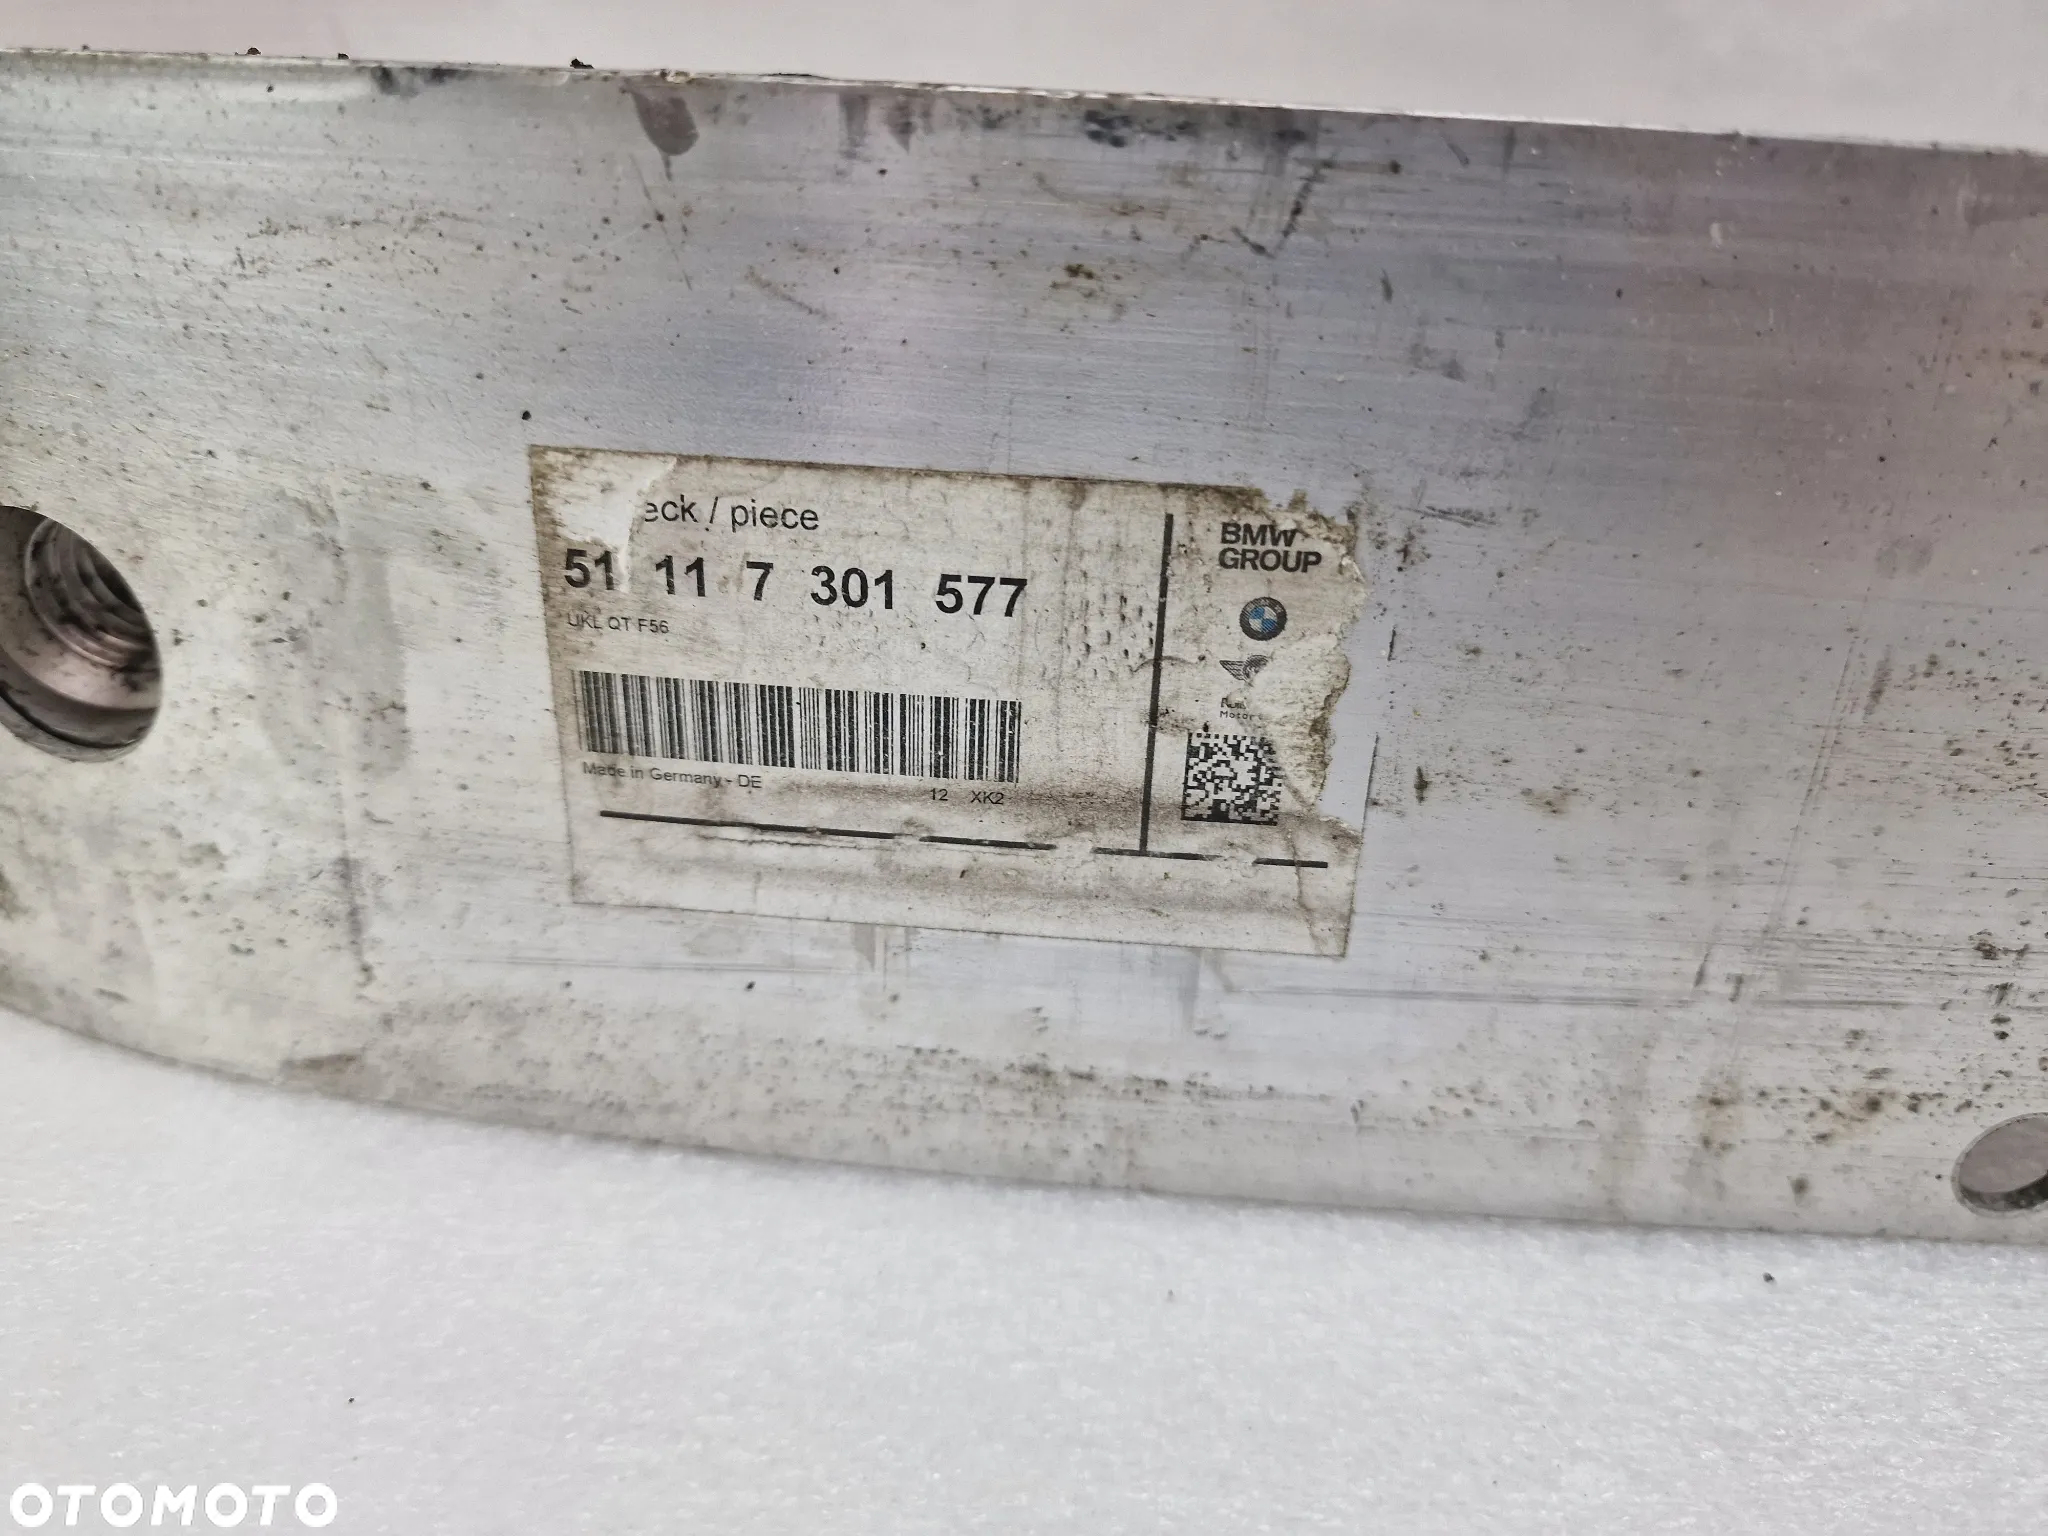 eck / piece
51 11 7 301 577
UKL QT F56
Made in Germany - DE
12 XK2
BMW
GROUP
Motor
OTOMOTO